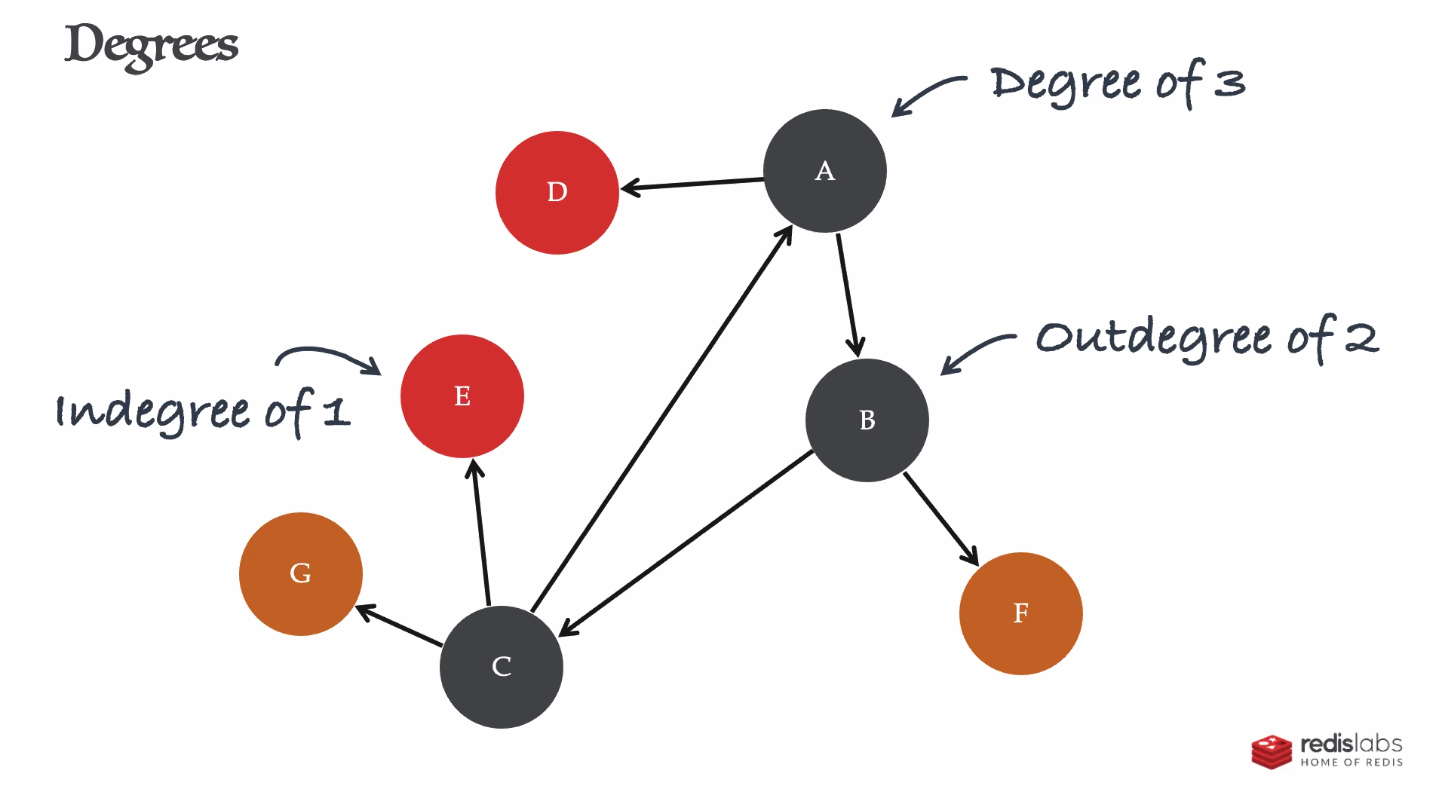 Degrees
Degree of 3
A
D
Outdegree of 2
E
Indegree of 1
B
G
F
C
redislabs
HOME OF REDIS